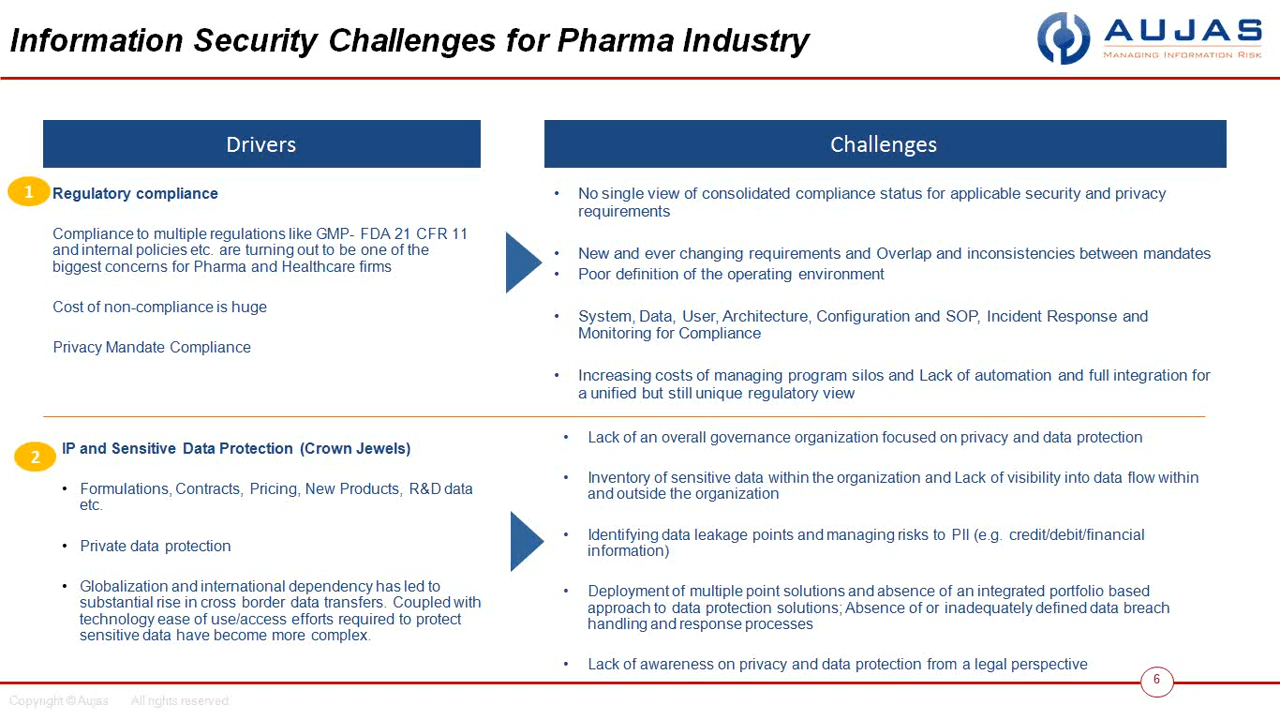 Information Security Challenges for Pharma Industry
AUJAS
MANAGING INFORMATION RISK
Drivers
Challenges
1
Regulatory compliance
Compliance to multiple regulations like GMP- FDA 21 CFR 11
and internal policies etc. are turning out to be one of the
biggest concerns for Pharma and Healthcare firms
Cost of non-compliance is huge
Privacy Mandate Compliance
• No single view of consolidated compliance status for applicable security and privacy
requirements
• New and ever changing requirements and Overlap and inconsistencies between mandates
• Poor definition of the operating environment
• System, Data, User, Architecture, Configuration and SOP, Incident Response and
Monitoring for Compliance
• Increasing costs of managing program silos and Lack of automation and full integration for
a unified but still unique regulatory view
2
IP and Sensitive Data Protection (Crown Jewels)
• Formulations, Contracts, Pricing, New Products, R&D data
etc.
• Private data protection
• Globalization and international dependency has led to
substantial rise in cross border data transfers. Coupled with
technology ease of use/access efforts required to protect
sensitive data have become more complex.
• Lack of an overall governance organization focused on privacy and data protection
• Inventory of sensitive data within the organization and Lack of visibility into data flow within
and outside the organization
• Identifying data leakage points and managing risks to PII (e.g. credit/debit/financial
information)
• Deployment of multiple point solutions and absence of an integrated portfolio based
approach to data protection solutions; Absence of or inadequately defined data breach
handling and response processes
• Lack of awareness on privacy and data protection from a legal perspective
6
Copyright © Aujas All rights reserved.